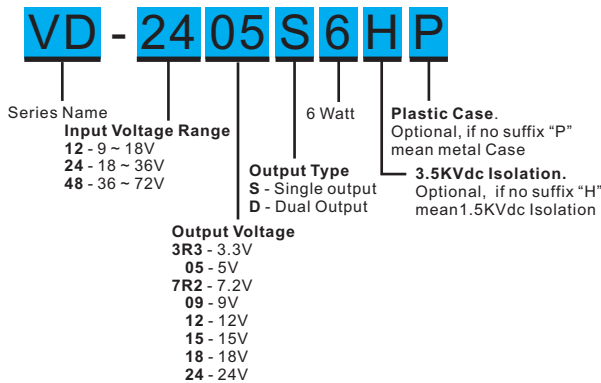 VD - 24 05 S 6 H P
Series Name
Input Voltage Range
12 - 9 ~ 18V
24 - 18 ~ 36V
48 - 36 ~ 72V
Output Voltage
3R3 - 3.3V
05 - 5V
7R2 - 7.2V
09 - 9V
12 - 12V
15 - 15V
18 - 18V
24 - 24V
Output Type
S - Single output
D - Dual Output
6 Watt
3.5KVdc Isolation.
Optional, if no suffix “H”
mean1.5KVdc Isolation
Plastic Case.
Optional, if no suffix “P”
mean metal Case